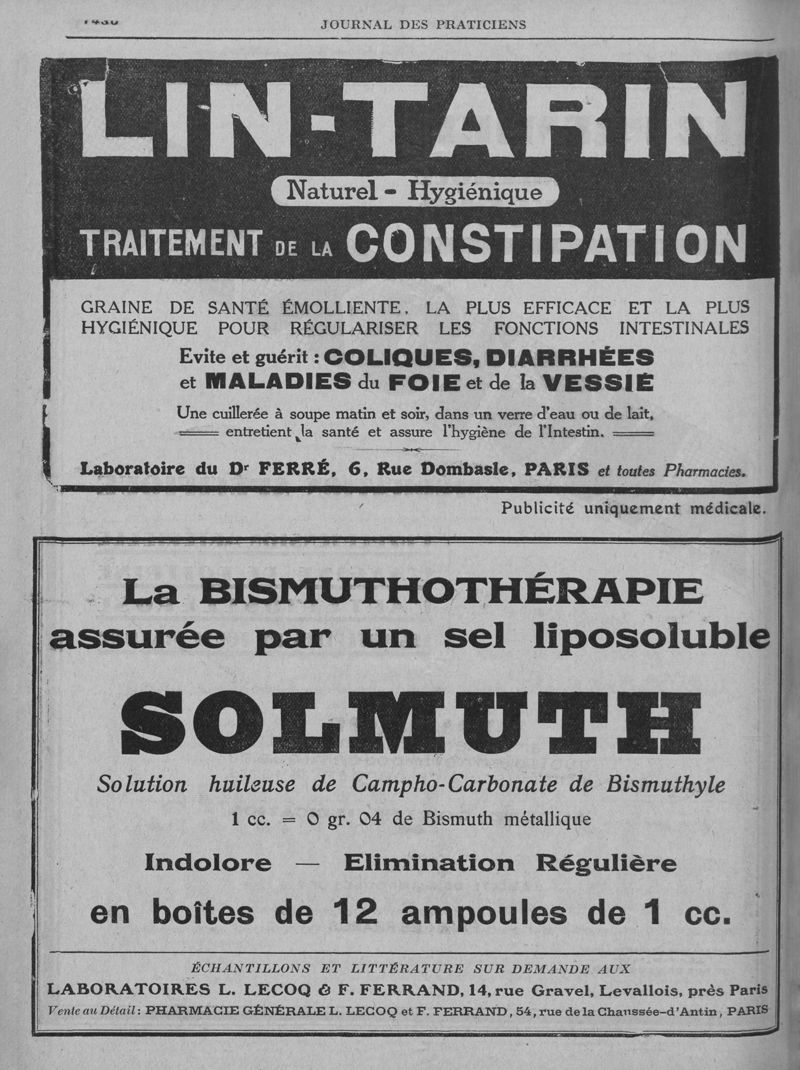 JOURNAL DES PRATICIENS
LIN-TARIN
Naturel - Hygiénique
TRAITEMENT DE LA CONSTIPATION
GRAINE DE SANTÉ ÉMOLLIENTE, LA PLUS EFFICACE ET LA PLUS
HYGIÉNIQUE POUR RÉGULARISER LES FONCTIONS INTESTINALES
Evite et guérit : COLIQUES, DIARRHÉES
et MALADIES du FOIE et de la VESSIE
Une cuillerée à soupe matin et soir, dans un verre d'eau ou de lait,
entretient la santé et assure l'hygiène de l'Intestin.
Laboratoire du Dr FERRÉ, 6, Rue Dombasle, PARIS et toutes Pharmacies.
Publicité uniquement médicale.
La BISMUTHOTHÉRAPIE
assurée par un sel liposoluble
SOLMUTH
Solution huileuse de Campho-Carbonate de Bismuthyle
1 cc. = 0 gr. 04 de Bismuth métallique
Indolore — Elimination Régulière
en boîtes de 12 ampoules de 1 cc.
ÉCHANTILLONS ET LITTÉRATURE SUR DEMANDE AUX
LABORATOIRES L. LECOQ & F. FERRAND, 14, rue Gravel, Levallois, près Paris
Vente au Détail : PHARMACIE GÉNÉRALE L. LECOQ et F. FERRAND, 54, rue de la Chaussée-d'Antin, PARIS